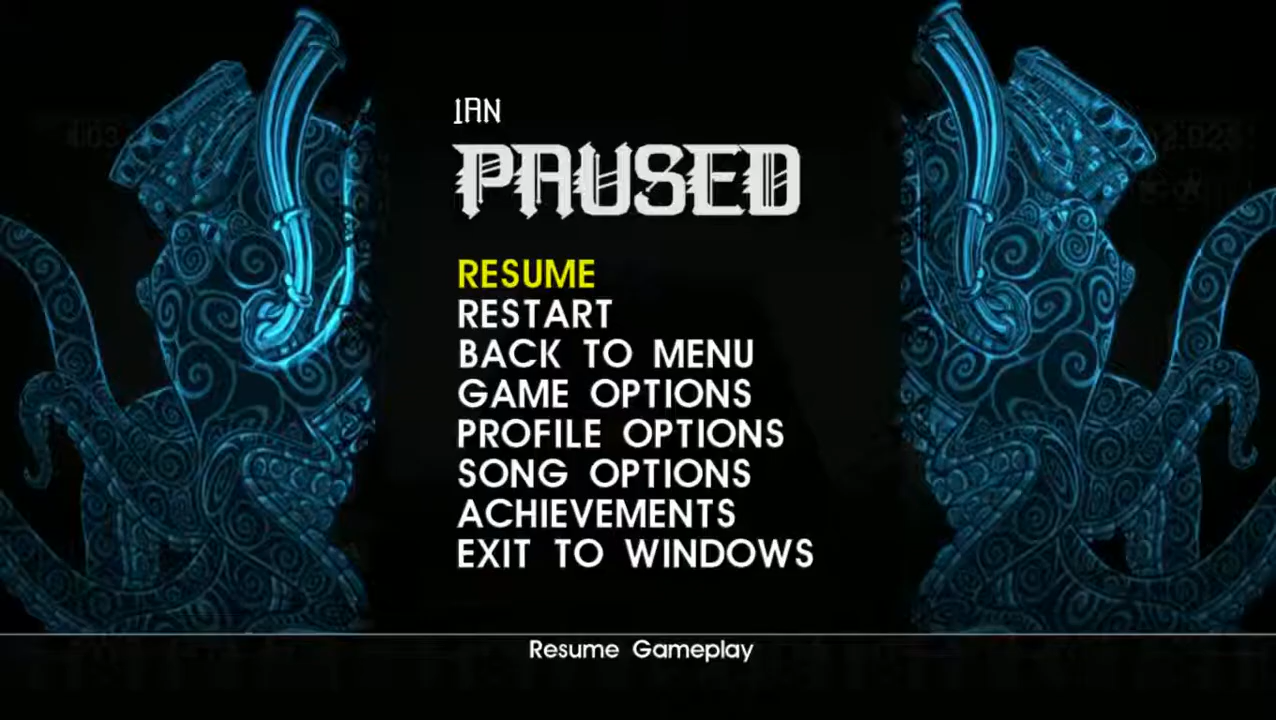 IAN
PAUSED
RESUME
RESTART
BACK TO MENU
GAME OPTIONS
PROFILE OPTIONS
SONG OPTIONS
ACHIEVEMENTS
EXIT TO WINDOWS
Resume Gameplay